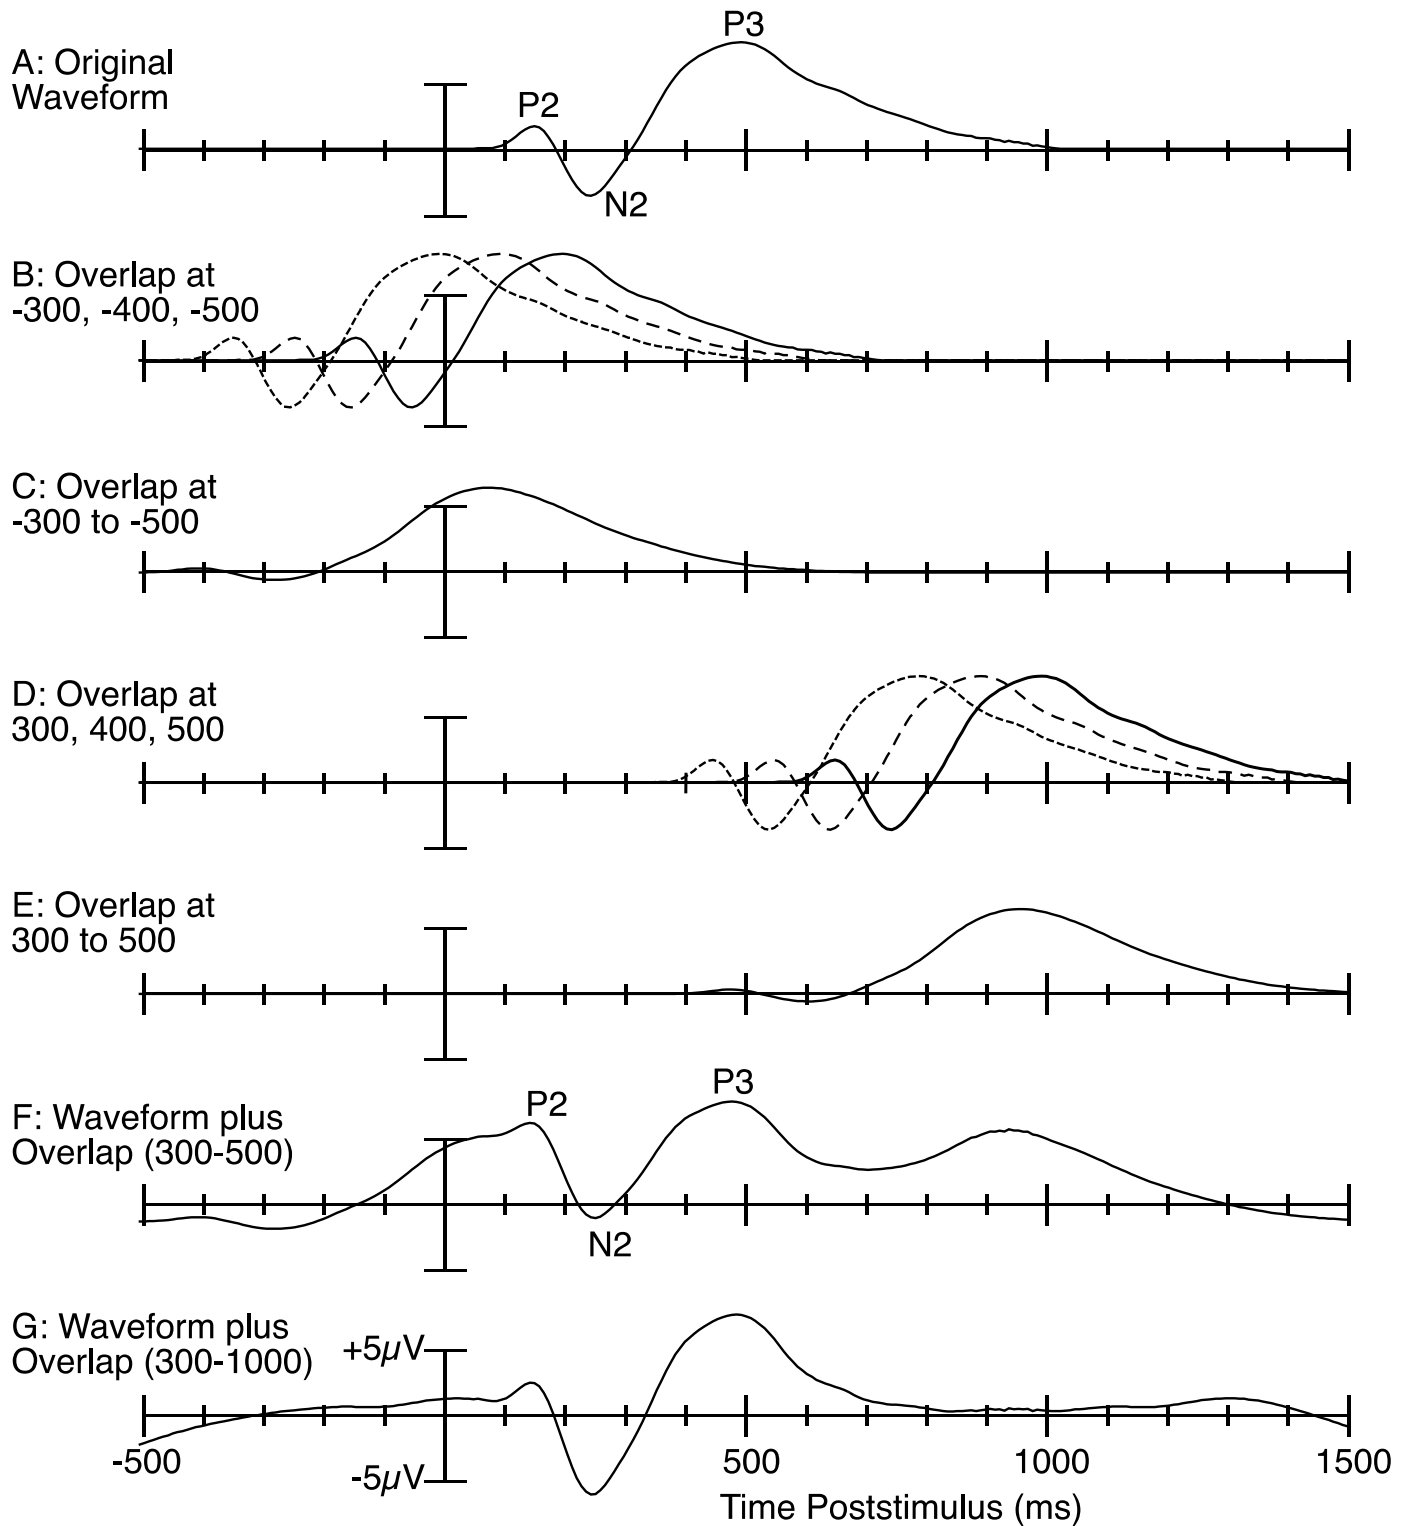 P3
A: Original
Waveform
P2
N2
B: Overlap at
-300, -400, -500
C: Overlap at
-300 to -500
D: Overlap at
300, 400, 500
E: Overlap at
300 to 500
P3
F: Waveform plus
Overlap (300-500)
P2
N2
G: Waveform plus
Overlap (300-1000)
+5µV
-5µV
-500
500
1000
1500
Time Poststimulus (ms)